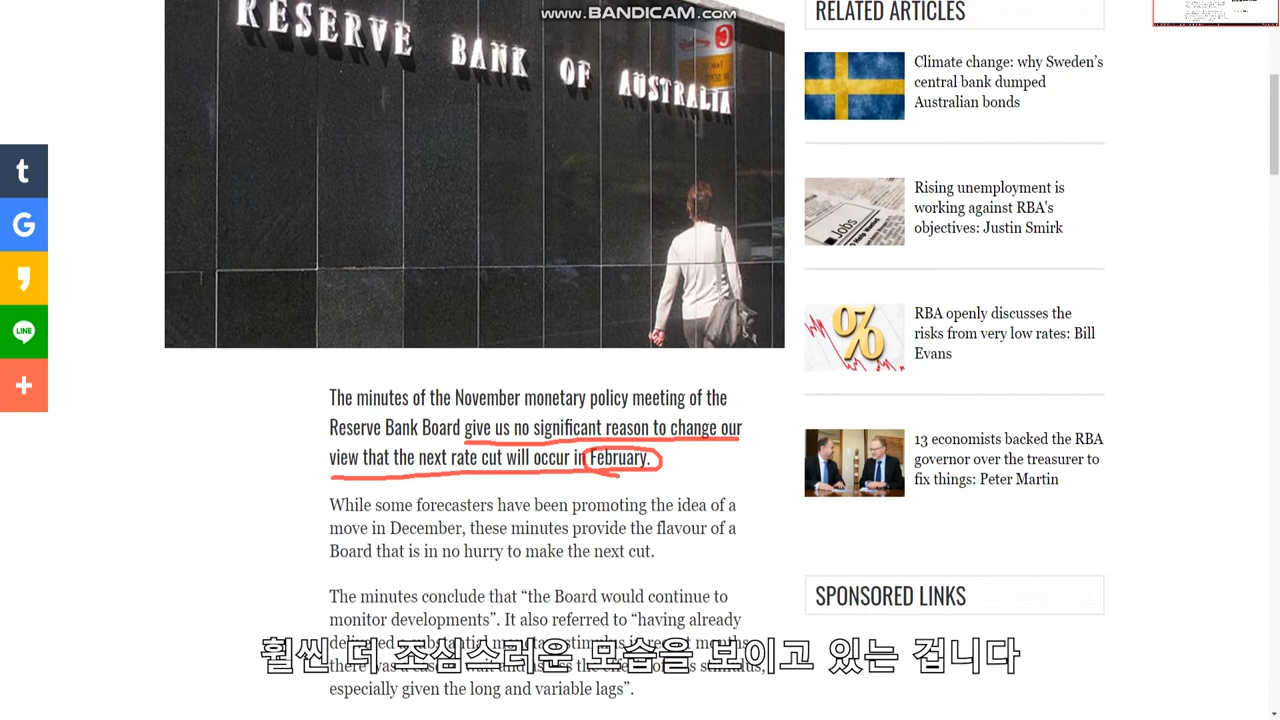 www.BANDICAM.com
RESERVE BANK OF AUSTRALIA
The minutes of the November monetary policy meeting of the
Reserve Bank Board give us no significant reason to change our
view that the next rate cut will occur in February.
While some forecasters have been promoting the idea of a
move in December, these minutes provide the flavour of a
Board that is in no hurry to make the next cut.
The minutes conclude that “the Board would continue to
monitor developments”. It also referred to “having already
especially given the long and variable lags”.
훨씬 더 조심스러운 모습을 보이고 있는 겁니다
RELATED ARTICLES
Climate change: why Sweden’s
central bank dumped
Australian bonds
Rising unemployment is
working against RBA's
objectives: Justin Smirk
Jobs
RBA openly discusses the
risks from very low rates: Bill
Evans
%
13 economists backed the RBA
governor over the treasurer to
fix things: Peter Martin
SPONSORED LINKS
t
G
LINE
+